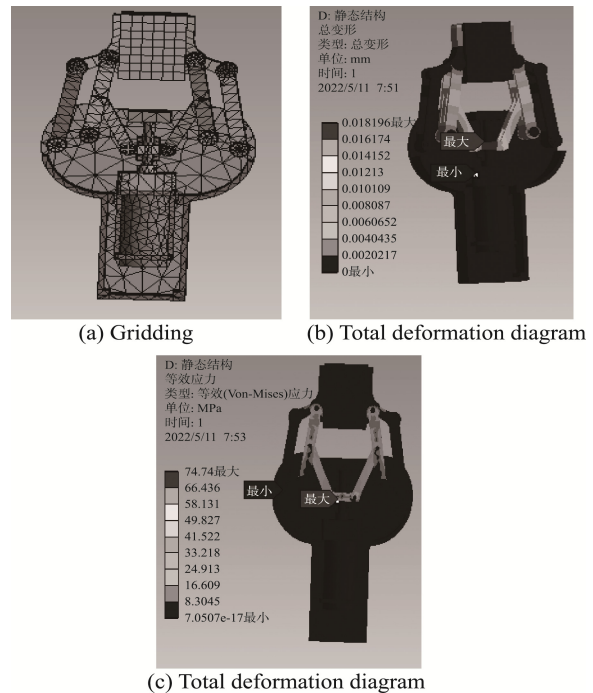 D: 静态结构
总变形
类型: 总变形
单位: mm
时间: 1
2022/5/11 7:51
0.018196最大
0.016174
0.014152
0.01213
0.010109
0.008087
0.0060652
0.0040435
0.0020217
0最小
最大
最小
(a) Gridding
(b) Total deformation diagram
D: 静态结构
等效应力
类型: 等效(Von-Mises)应力
单位: MPa
时间: 1
2022/5/11 7:53
74.74最大
66.436
58.131
49.827
41.522
33.218
24.913
16.609
8.3045
7.0507e-17最小
最小
最大
(c) Total deformation diagram